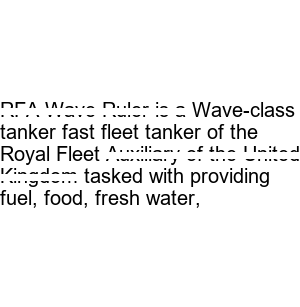 RFA Wave Ruler is a Wave-class
tanker fast fleet tanker of the
Royal Fleet Auxiliary of the United
Kingdom tasked with providing
fuel, food, fresh water,